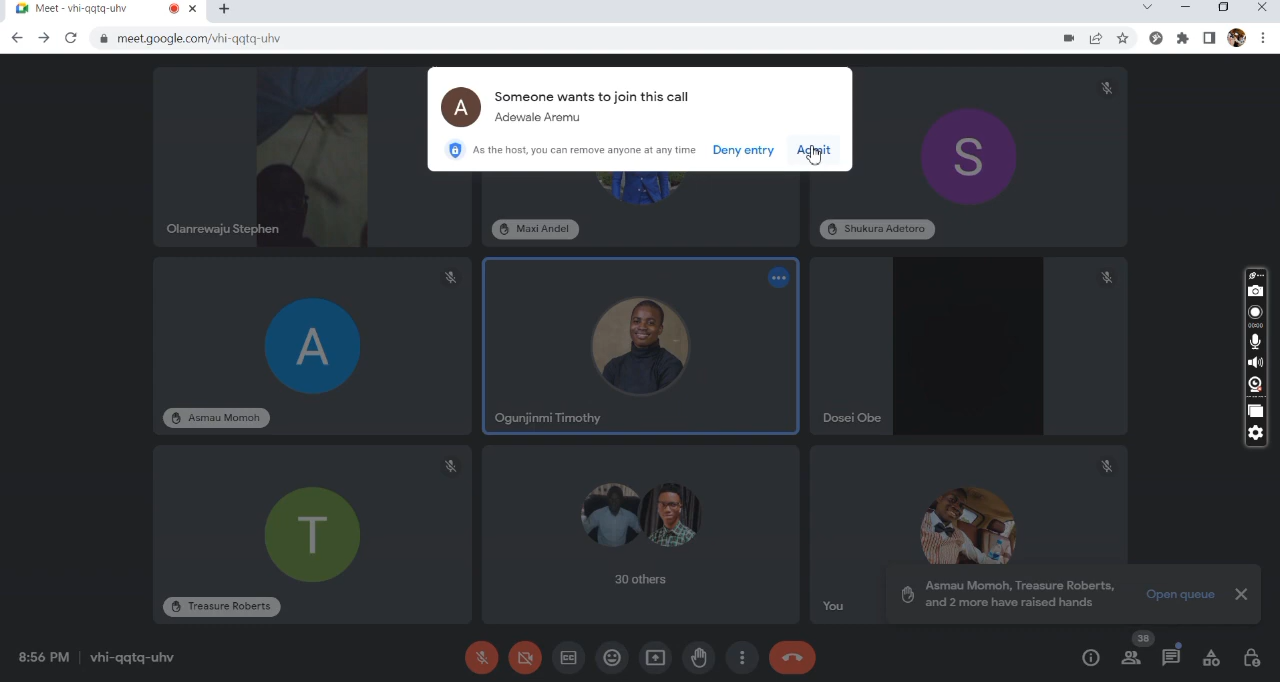 Meet - vhi-qqtq-uhv
meet.google.com/vhi-qqtq-uhv
A
Someone wants to join this call
Adewale Aremu
As the host, you can remove anyone at any time
Deny entry
Admit
Olanrewaju Stephen
Maxi Andel
S
Shukura Adetoro
A
Asmau Momoh
Ogunjinmi Timothy
Dosei Obe
T
Treasure Roberts
30 others
You
Asmau Momoh, Treasure Roberts,
and 2 more have raised hands
Open queue
8:56 PM | vhi-qqtq-uhv
CC
38
00:00